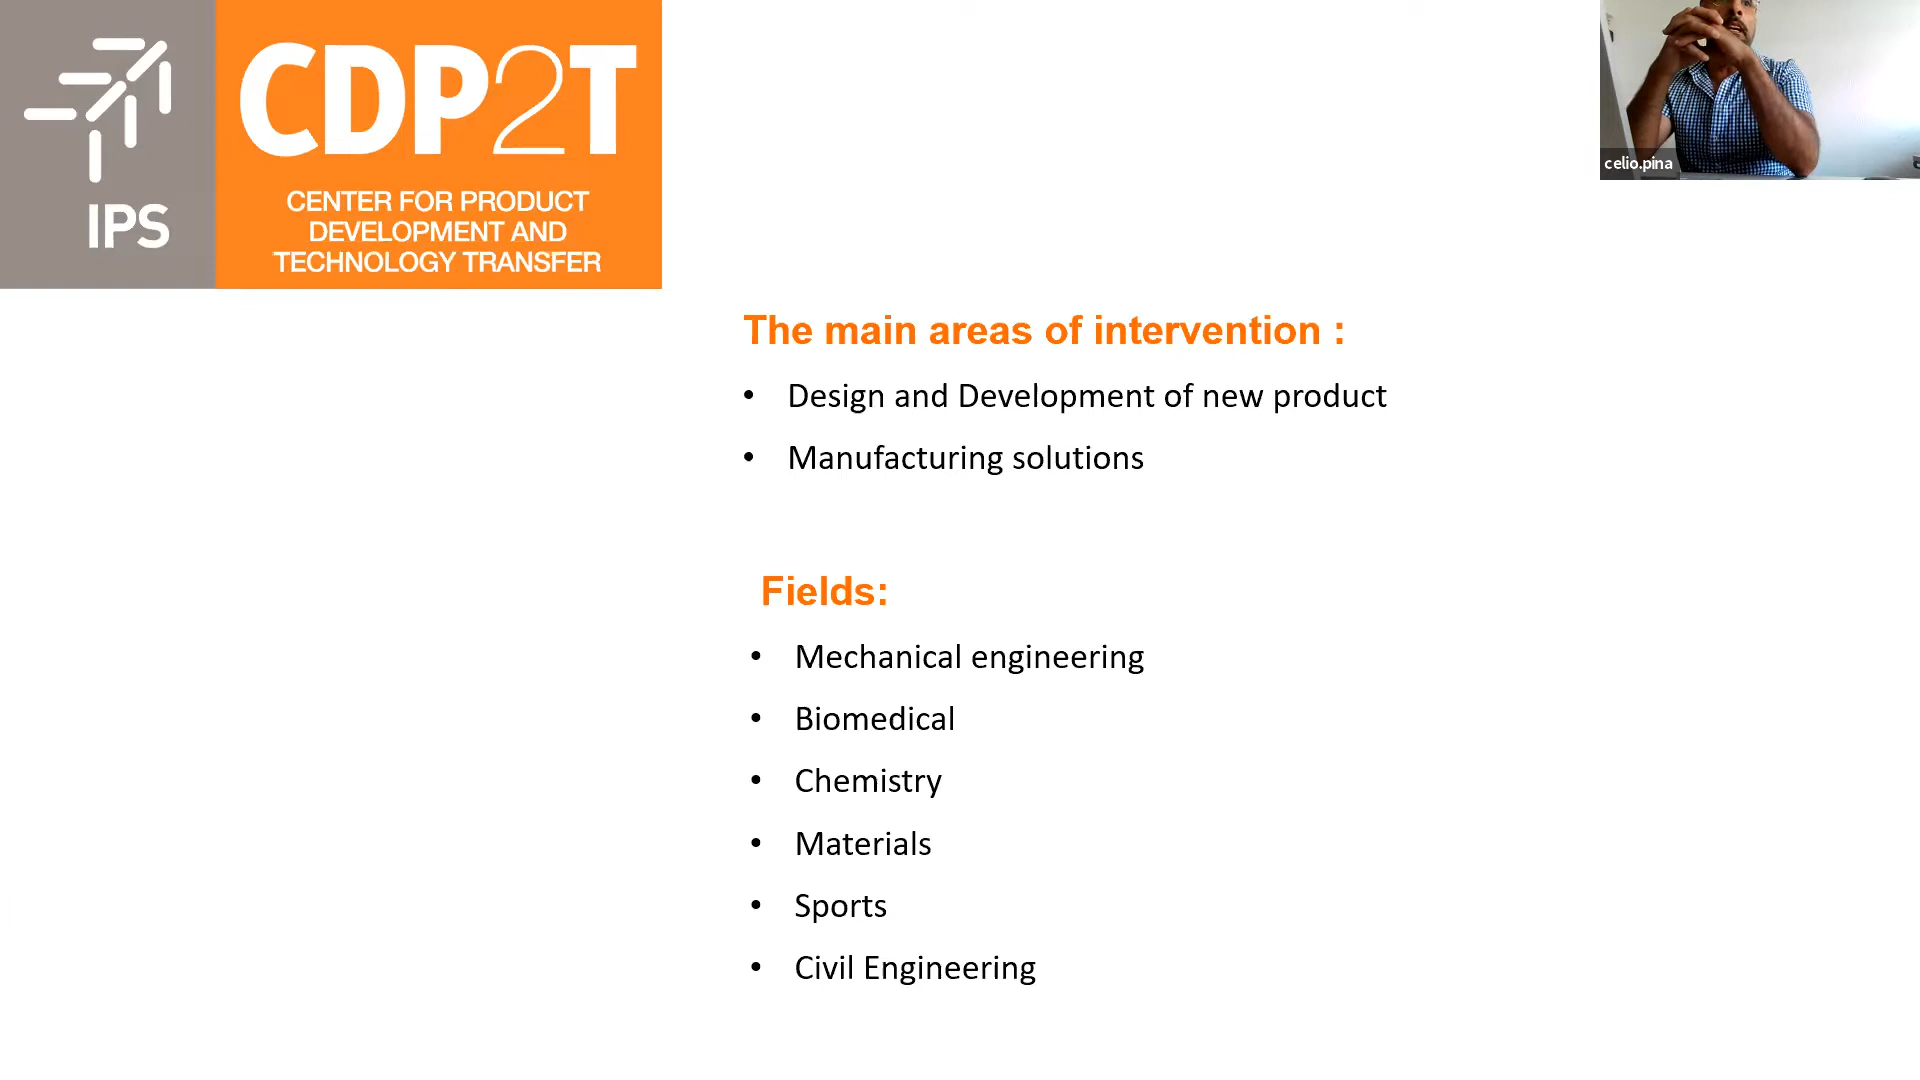 IPS
CDP2T
CENTER FOR PRODUCT
DEVELOPMENT AND
TECHNOLOGY TRANSFER
celio.pina
The main areas of intervention :
• Design and Development of new product
• Manufacturing solutions
Fields:
• Mechanical engineering
• Biomedical
• Chemistry
• Materials
• Sports
• Civil Engineering